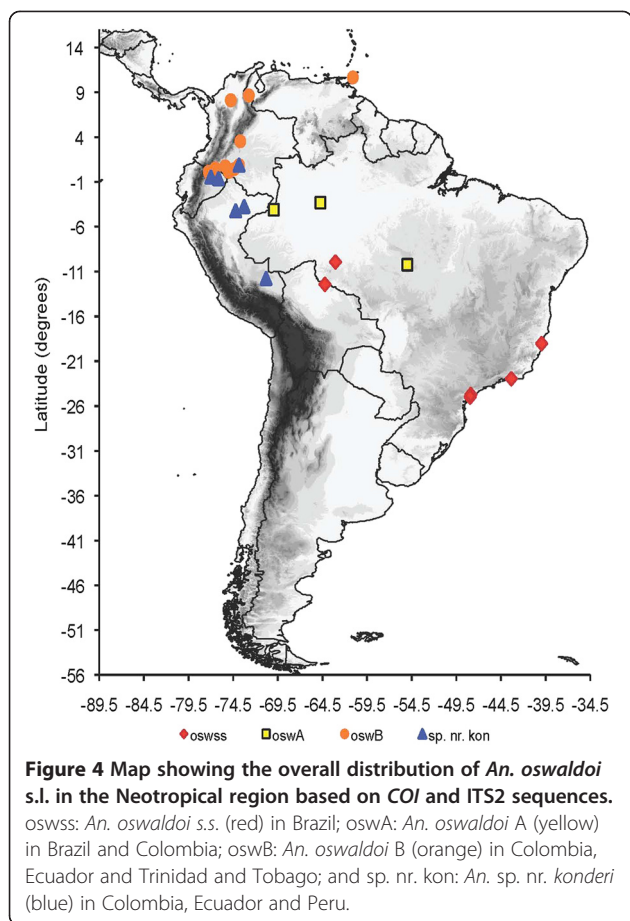 14
9
4
-1
-6
-11
-16
-21
-26
-31
-36
-41
-46
-51
-56
Latitude (degrees)
-89.5 -84.5 -79.5 -74.5 -69.5 -64.5 -59.5 -54.5 -49.5 -44.5 -39.5 -34.5
oswss oswA oswB sp. nr. kon
Figure 4 Map showing the overall distribution of An. oswaldoi
s.l. in the Neotropical region based on COI and ITS2 sequences.
oswss: An. oswaldoi s.s. (red) in Brazil; oswA: An. oswaldoi A (yellow)
in Brazil and Colombia; oswB: An. oswaldoi B (orange) in Colombia,
Ecuador and Trinidad and Tobago; and sp. nr. kon: An. sp. nr. konderi
(blue) in Colombia, Ecuador and Peru.